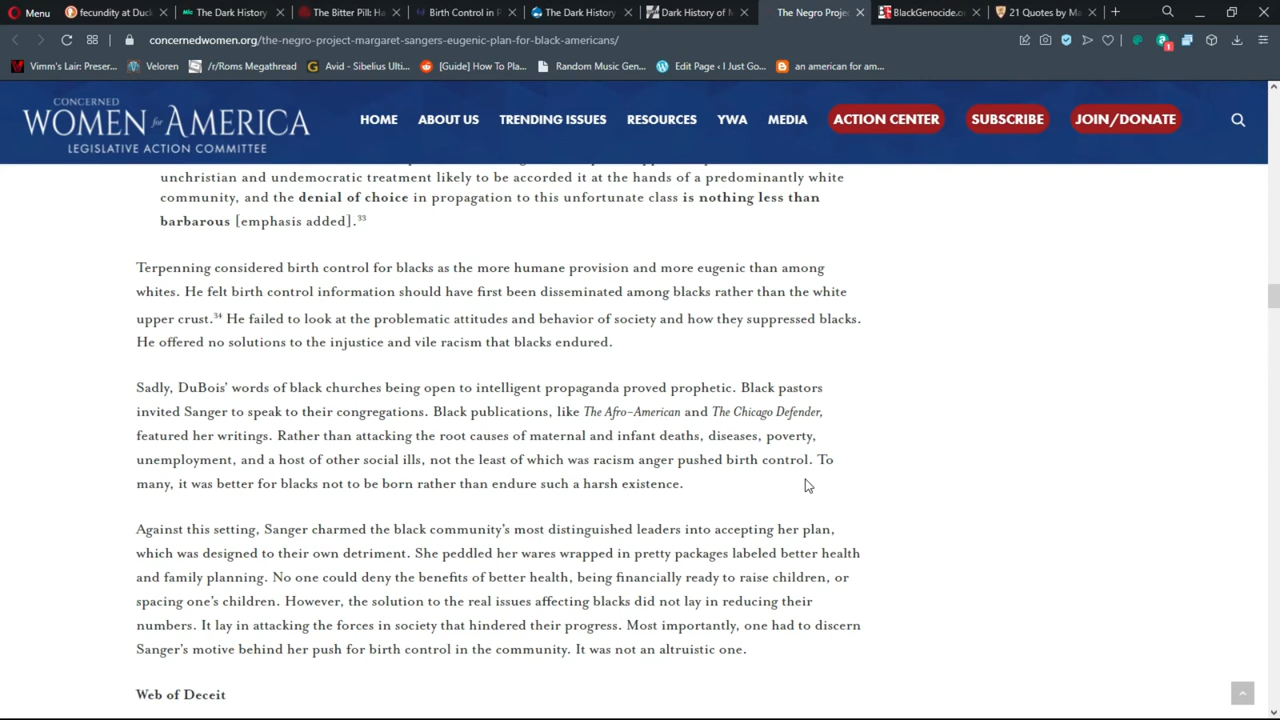 Menu
fecundity at Duck
The Dark History
The Bitter Pill: Ha
Birth Control in P
The Dark History
Dark History of M
The Negro Proje
BlackGenocide.o
21 Quotes by Ma
concernedwomen.org/the-negro-project-margaret-sangers-eugenic-plan-for-black-americans/
1
Vimm's Lair: Preser...
Veloren
/r/Roms Megathread
Avid - Sibelius Ulti...
[Guide] How To Pla...
Random Music Gen...
Edit Page ‹ I Just Go...
an american for am...
CONCERNED
WOMEN for AMERICA
LEGISLATIVE ACTION COMMITTEE
HOME
ABOUT US
TRENDING ISSUES
RESOURCES
YWA
MEDIA
ACTION CENTER
SUBSCRIBE
JOIN/DONATE
unchristian and undemocratic treatment likely to be accorded it at the hands of a predominantly white
community, and the denial of choice in propagation to this unfortunate class is nothing less than
barbarous [emphasis added].33
Terpenning considered birth control for blacks as the more humane provision and more eugenic than among
whites. He felt birth control information should have first been disseminated among blacks rather than the white
upper crust.34 He failed to look at the problematic attitudes and behavior of society and how they suppressed blacks.
He offered no solutions to the injustice and vile racism that blacks endured.
Sadly, DuBois' words of black churches being open to intelligent propaganda proved prophetic. Black pastors
invited Sanger to speak to their congregations. Black publications, like The Afro-American and The Chicago Defender,
featured her writings. Rather than attacking the root causes of maternal and infant deaths, diseases, poverty,
unemployment, and a host of other social ills, not the least of which was racism anger pushed birth control. To
many, it was better for blacks not to be born rather than endure such a harsh existence.
Against this setting, Sanger charmed the black community's most distinguished leaders into accepting her plan,
which was designed to their own detriment. She peddled her wares wrapped in pretty packages labeled better health
and family planning. No one could deny the benefits of better health, being financially ready to raise children, or
spacing one's children. However, the solution to the real issues affecting blacks did not lay in reducing their
numbers. It lay in attacking the forces in society that hindered their progress. Most importantly, one had to discern
Sanger's motive behind her push for birth control in the community. It was not an altruistic one.
Web of Deceit